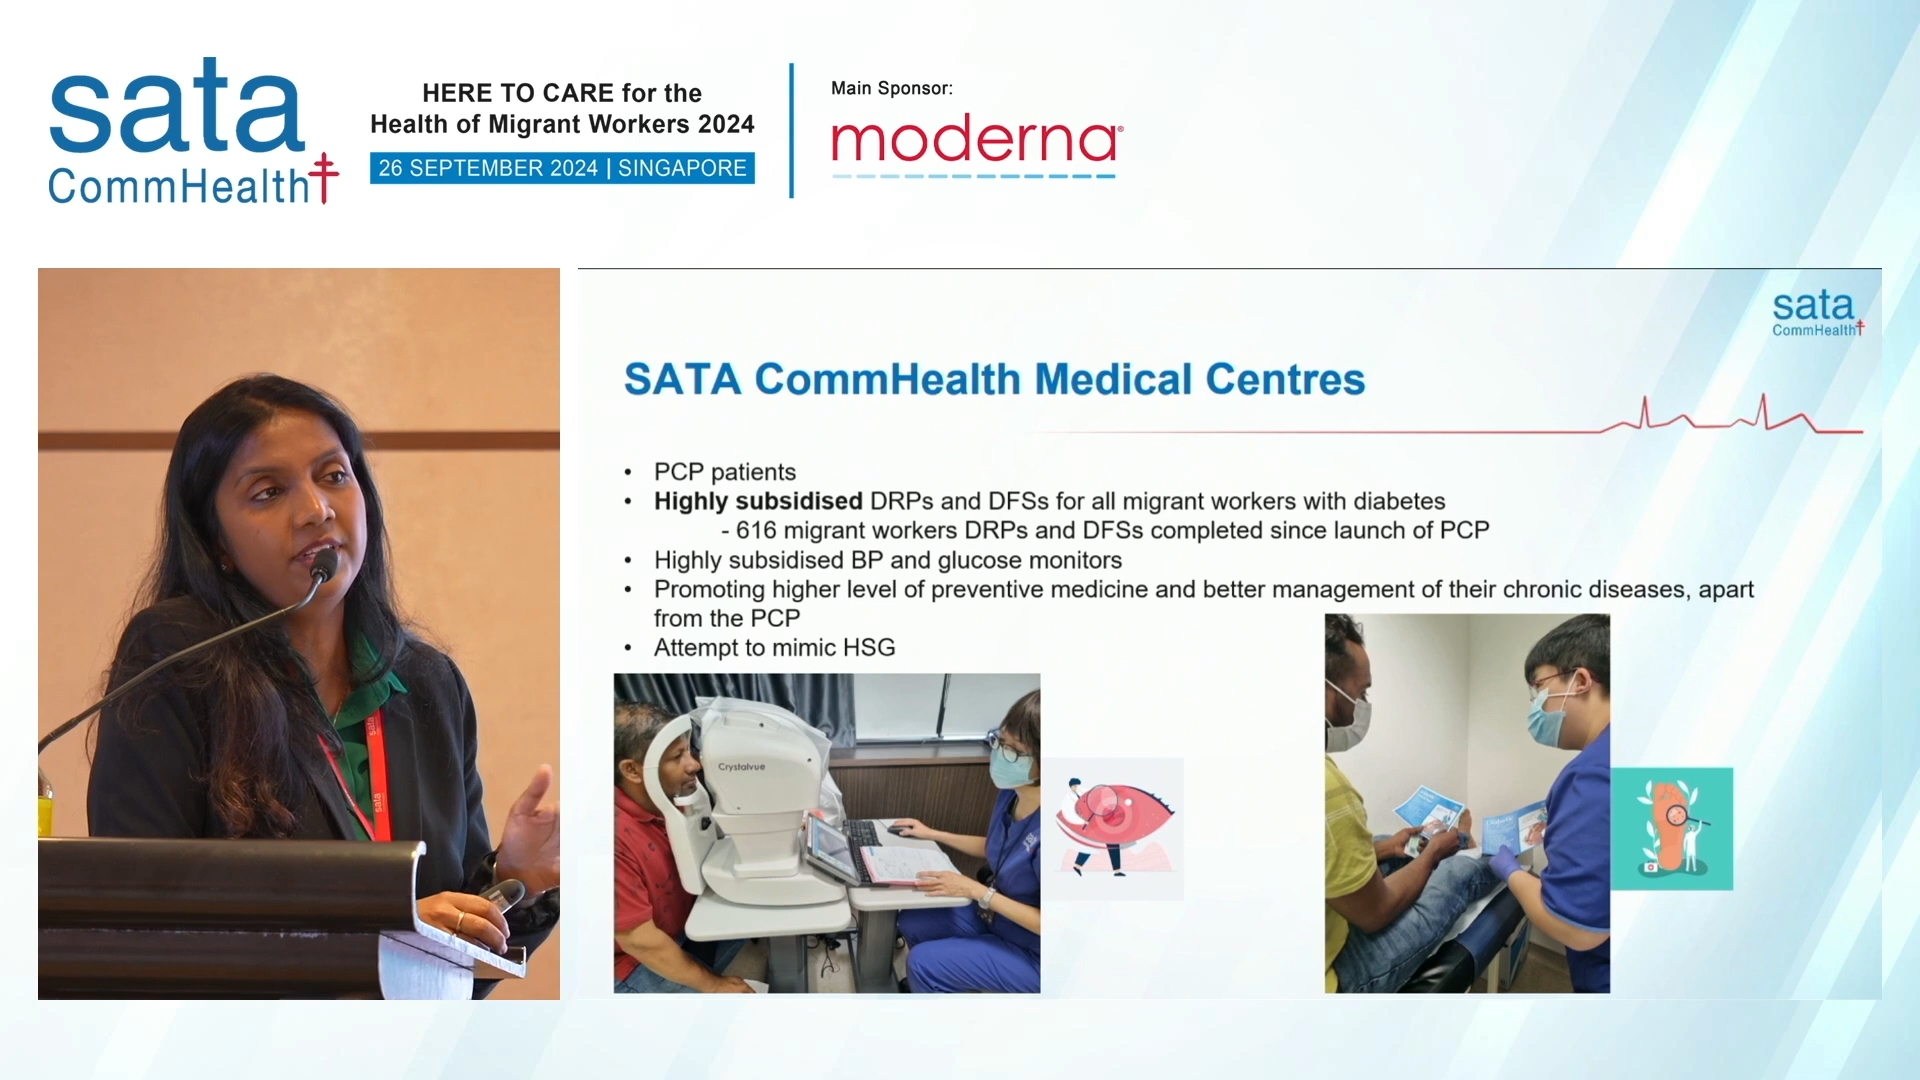 sata
CommHealth
HERE TO CARE for the
Health of Migrant Workers 2024
26 SEPTEMBER 2024 | SINGAPORE
Main Sponsor:
moderna
sata
CommHealth
SATA CommHealth Medical Centres
• PCP patients
• Highly subsidised DRPs and DFSs for all migrant workers with diabetes
- 616 migrant workers DRPs and DFSs completed since launch of PCP
• Highly subsidised BP and glucose monitors
• Promoting higher level of preventive medicine and better management of their chronic diseases, apart
from the PCP
• Attempt to mimic HSG
Crystalvue
sata
sata